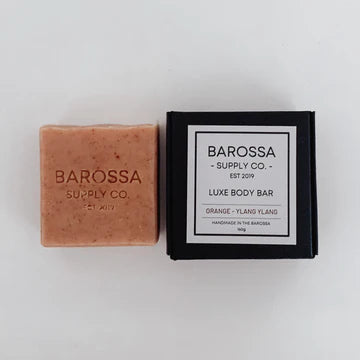 BAROSSA
SUPPLY CO.
EST 2019
BAROSSA
- SUPPLY CO. -
EST 2019
LUXE BODY BAR
ORANGE - YLANG YLANG
HANDMADE IN THE BAROSSA
160g